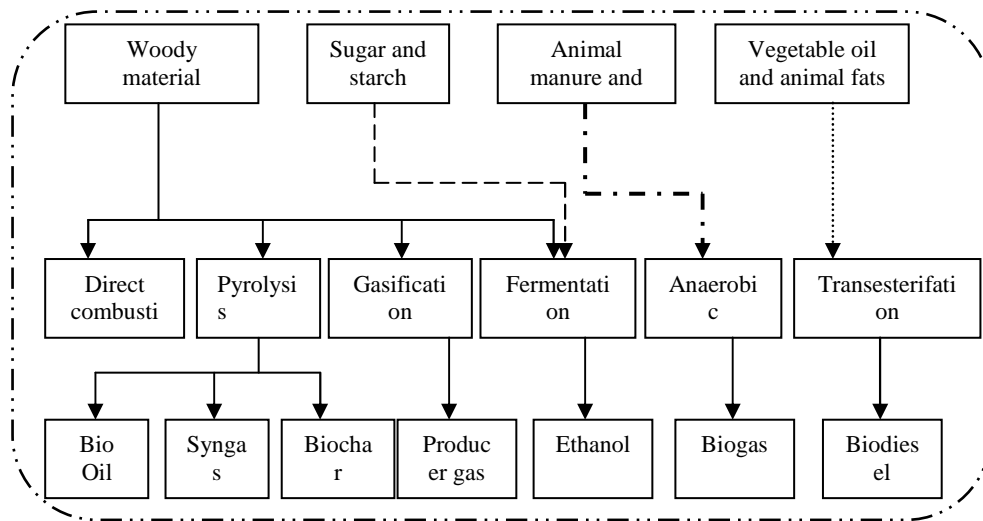 Woody
material
Sugar and
starch
Animal
manure and
Vegetable oil
and animal fats
Direct
combusti
Pyrolysi
s
Gasificati
on
Fermentati
on
Anaerobi
c
Transesterifati
on
Bio
Oil
Synga
s
Biocha
r
Produc
er gas
Ethanol
Biogas
Biodies
el